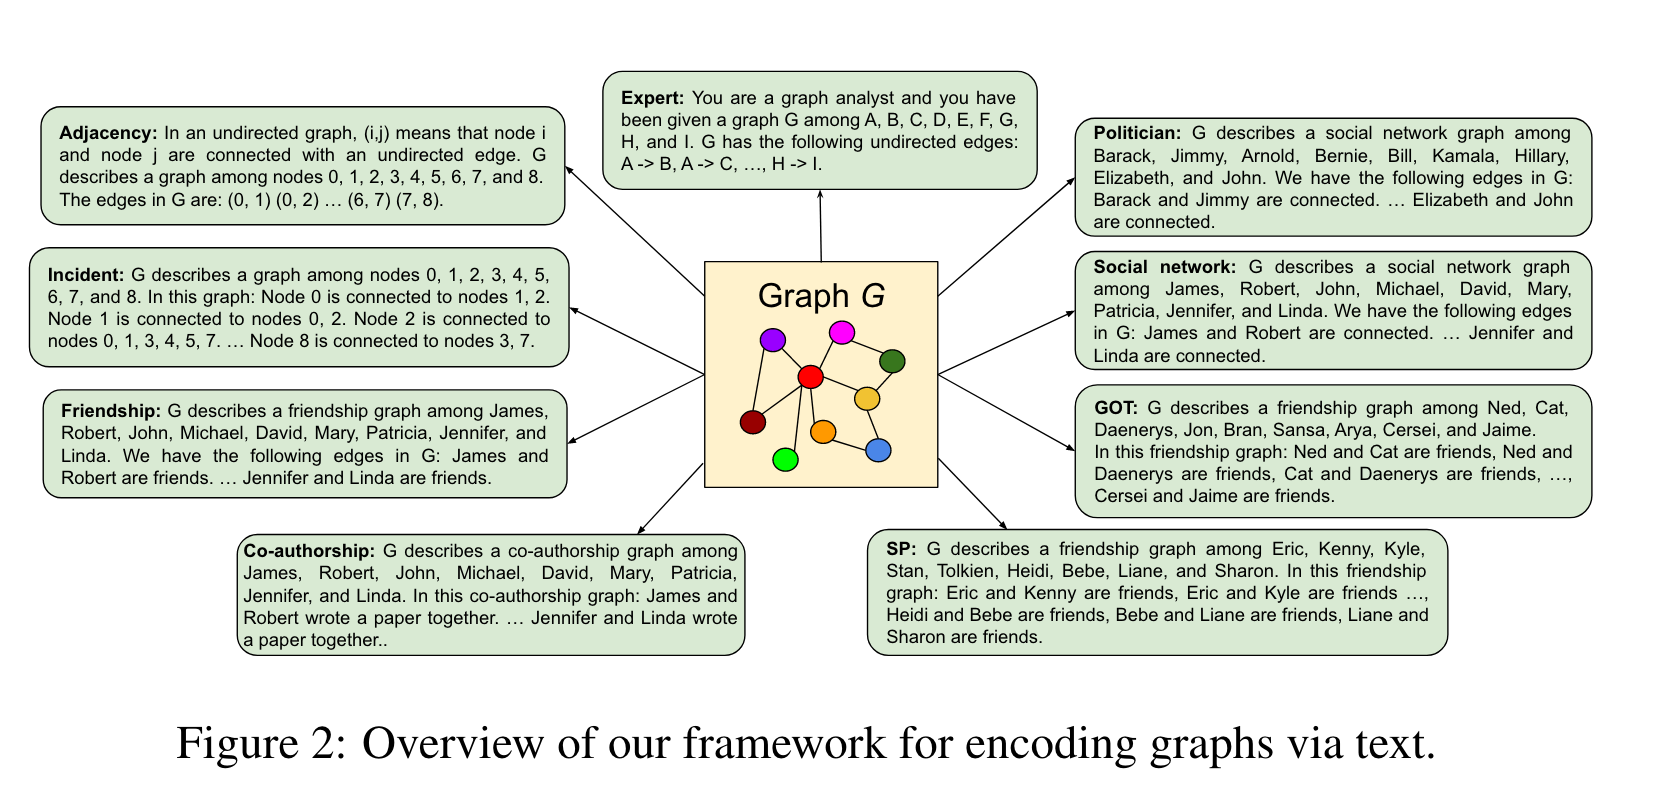 Adjacency: In an undirected graph, (i,j) means that node i
and node j are connected with an undirected edge. G
describes a graph among nodes 0, 1, 2, 3, 4, 5, 6, 7, and 8.
The edges in G are: (0, 1) (0, 2) … (6, 7) (7, 8).
Expert: You are a graph analyst and you have
been given a graph G among A, B, C, D, E, F, G,
H, and I. G has the following undirected edges:
A -> B, A -> C, …, H -> I.
Politician: G describes a social network graph among
Barack, Jimmy, Arnold, Bernie, Bill, Kamala, Hillary,
Elizabeth, and John. We have the following edges in G:
Barack and Jimmy are connected. … Elizabeth and John
are connected.
Incident: G describes a graph among nodes 0, 1, 2, 3, 4, 5,
6, 7, and 8. In this graph: Node 0 is connected to nodes 1, 2.
Node 1 is connected to nodes 0, 2. Node 2 is connected to
nodes 0, 1, 3, 4, 5, 7. … Node 8 is connected to nodes 3, 7.
Graph G
Social network: G describes a social network graph
among James, Robert, John, Michael, David, Mary,
Patricia, Jennifer, and Linda. We have the following edges
in G: James and Robert are connected. … Jennifer and
Linda are connected.
Friendship: G describes a friendship graph among James,
Robert, John, Michael, David, Mary, Patricia, Jennifer, and
Linda. We have the following edges in G: James and
Robert are friends. … Jennifer and Linda are friends.
GOT: G describes a friendship graph among Ned, Cat,
Daenerys, Jon, Bran, Sansa, Arya, Cersei, and Jaime.
In this friendship graph: Ned and Cat are friends, Ned and
Daenerys are friends, Cat and Daenerys are friends, …,
Cersei and Jaime are friends.
Co-authorship: G describes a co-authorship graph among
James, Robert, John, Michael, David, Mary, Patricia,
Jennifer, and Linda. In this co-authorship graph: James and
Robert wrote a paper together. … Jennifer and Linda wrote
a paper together..
SP: G describes a friendship graph among Eric, Kenny, Kyle,
Stan, Tolkien, Heidi, Bebe, Liane, and Sharon. In this friendship
graph: Eric and Kenny are friends, Eric and Kyle are friends …,
Heidi and Bebe are friends, Bebe and Liane are friends, Liane and
Sharon are friends.
Figure 2: Overview of our framework for encoding graphs via text.